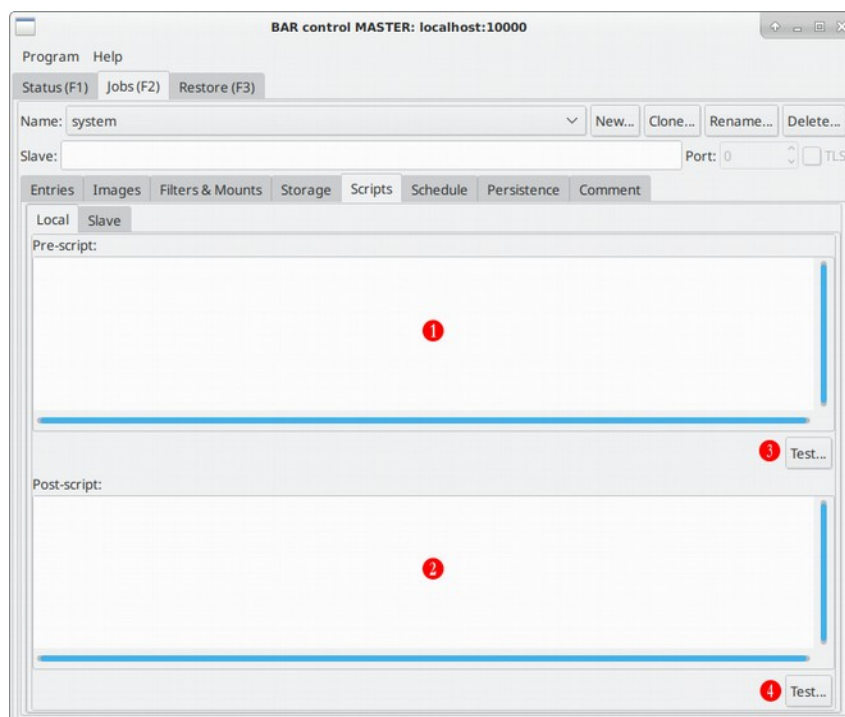 BAR control MASTER: localhost:10000
Program Help
Status (F1) Jobs (F2) Restore (F3)
Name: system New... Clone... Rename... Delete...
Slave: Port: 0 TLS
Entries Images Filters & Mounts Storage Scripts Schedule Persistence Comment
Local Slave
Pre-script:
1
3 Test...
Post-script:
2
4 Test...